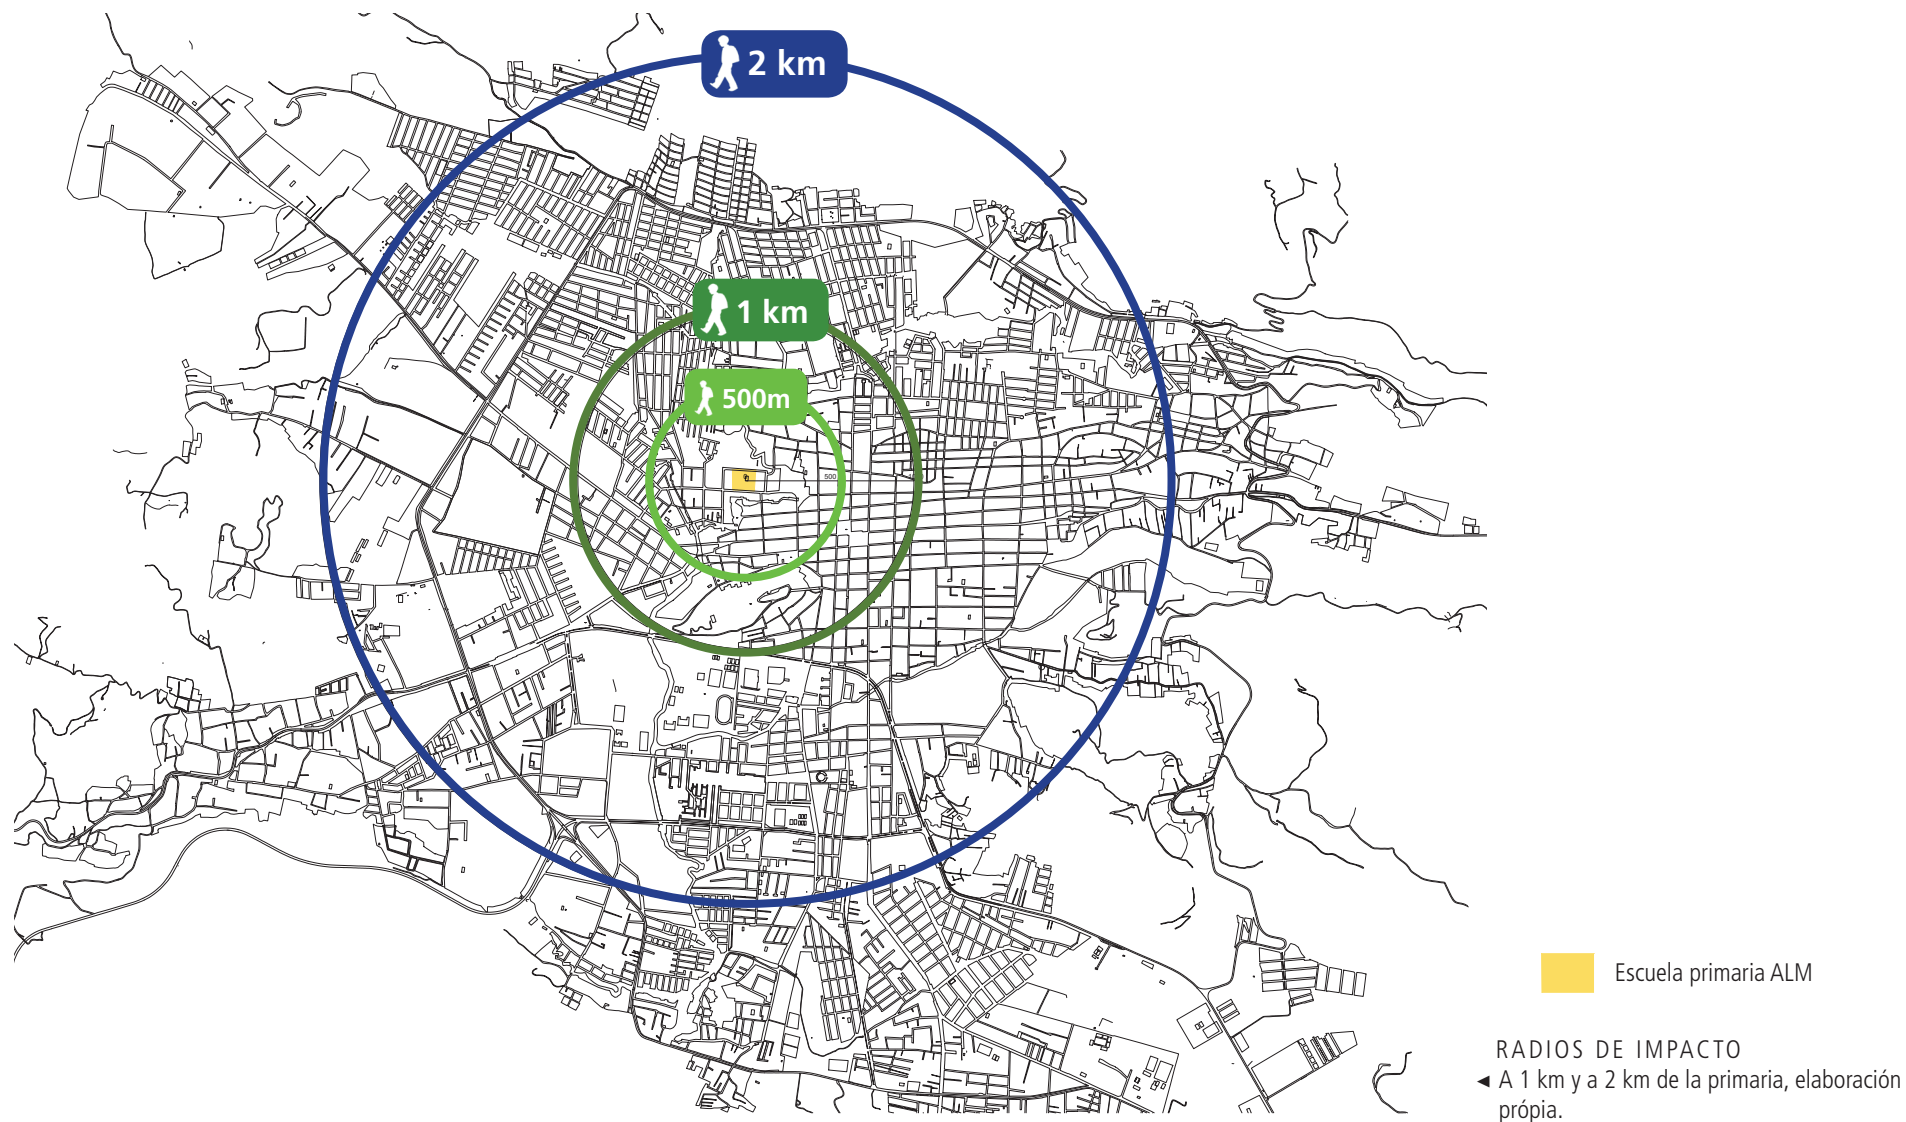 2 km
1 km
500m
500
Escuela primaria ALM
RADIOS DE IMPACTO
◄ A 1 km y a 2 km de la primaria, elaboración
própia.